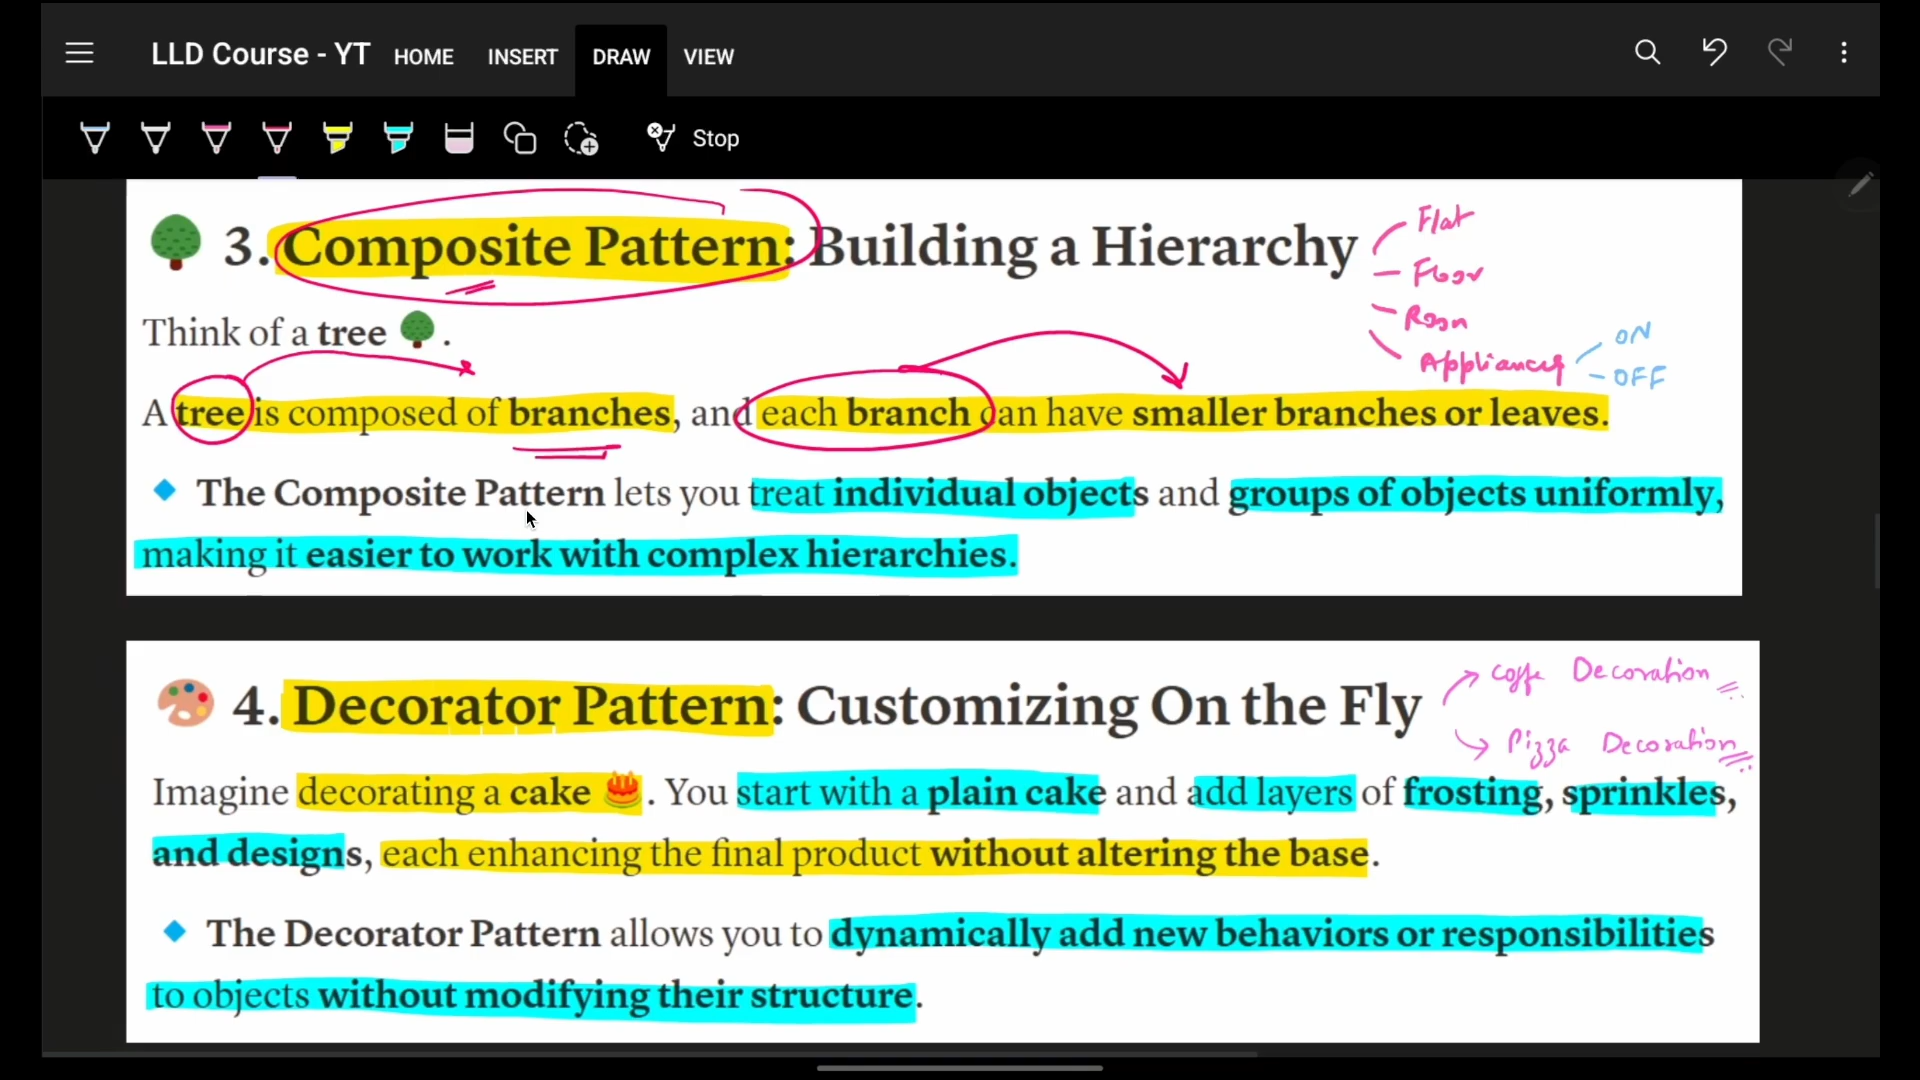 LLD Course - YT HOME INSERT DRAW VIEW
Stop
3. Composite Pattern: Building a Hierarchy
Flat
Floor
Room
Appliances
ON
OFF
Think of a tree 🌳.
A tree is composed of branches, and each branch can have smaller branches or leaves.
🔹 The Composite Pattern lets you treat individual objects and groups of objects uniformly,
making it easier to work with complex hierarchies.
4. Decorator Pattern: Customizing On the Fly
Coffe Decoration
Pizza Decoration
Imagine decorating a cake 🎂. You start with a plain cake and add layers of frosting, sprinkles,
and designs, each enhancing the final product without altering the base.
🔹 The Decorator Pattern allows you to dynamically add new behaviors or responsibilities
to objects without modifying their structure.